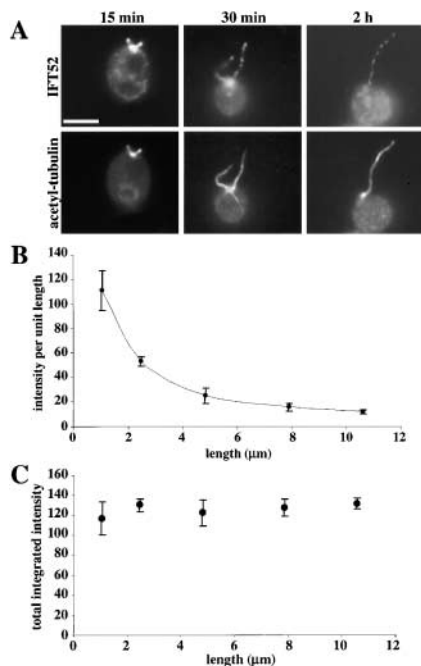 A
15 min 30 min 2 h
IFT52
acetyl-tubulin
B
intensity per unit length
140
120
100
80
60
40
20
0
0 2 4 6 8 10 12
length (μm)
C
total integrated intensity
160
140
120
100
80
60
40
20
0
0 2 4 6 8 10 12
length (μm)